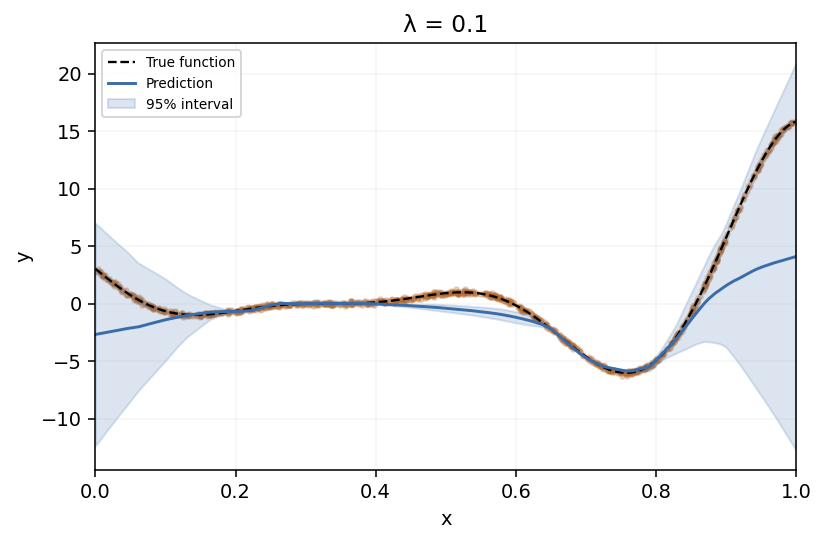 λ = 0.1
True function
Prediction
95% interval
20
15
10
5
0
−5
−10
y
0.0 0.2 0.4 0.6 0.8 1.0
x